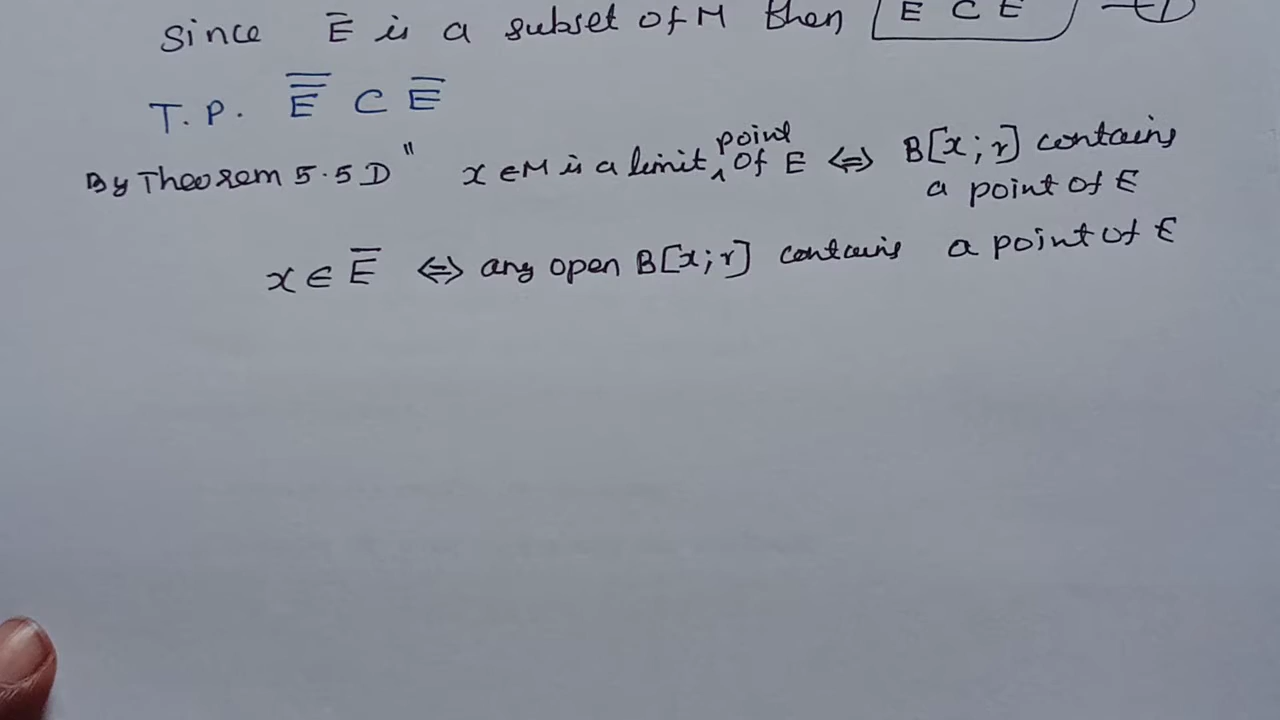 Since E̅ is a subset of M then E ⊂ E —①
T.P. E̿ ⊂ E̅
By Theorem 5.5D " x ∈ M is a limit point of E ⇔ B[x;r] contains
a point of E
x ∈ E̅ ⇔ any open B[x;r] contains a point of E